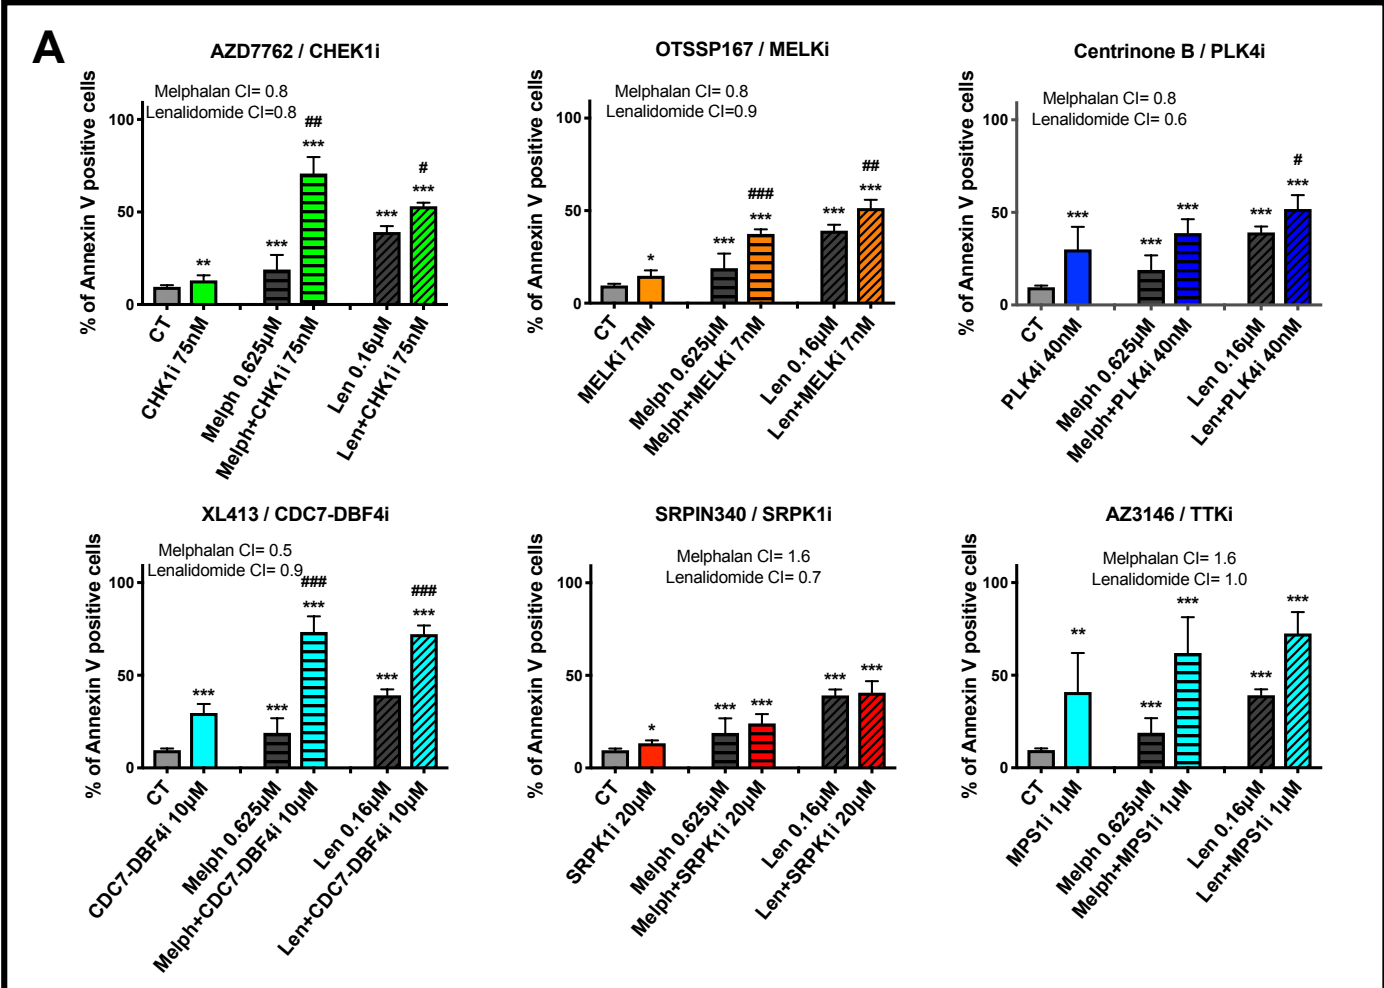 A
AZD7762 / CHEK1i
Melphalan CI= 0.8
Lenalidomide CI=0.8
% of Annexin V positive cells
100
50
0
**
***
***
##
***
***
#
CT
CHK1i 75nM
Melph 0.625µM
Melph+CHK1i 75nM
Len 0.16µM
Len+CHK1i 75nM
OTSSP167 / MELKi
Melphalan CI= 0.8
Lenalidomide CI=0.9
% of Annexin V positive cells
100
50
0
*
***
***
###
***
***
##
CT
MELKi 7nM
Melph 0.625µM
Melph+MELKi 7nM
Len 0.16µM
Len+MELKi 7nM
Centrinone B / PLK4i
Melphalan CI= 0.8
Lenalidomide CI= 0.6
% of Annexin V positive cells
100
50
0
***
***
***
***
***
#
CT
PLK4i 40nM
Melph 0.625µM
Melph+PLK4i 40nM
Len 0.16µM
Len+PLK4i 40nM
XL413 / CDC7-DBF4i
Melphalan CI= 0.5
Lenalidomide CI= 0.9
% of Annexin V positive cells
100
50
0
***
***
***
###
***
***
###
CT
CDC7-DBF4i 10µM
Melph 0.625µM
Melph+CDC7-DBF4i 10µM
Len 0.16µM
Len+CDC7-DBF4i 10µM
SRPIN340 / SRPK1i
Melphalan CI= 1.6
Lenalidomide CI= 0.7
% of Annexin V positive cells
100
50
0
*
***
***
***
***
CT
SRPK1i 20µM
Melph 0.625µM
Melph+SRPK1i 20µM
Len 0.16µM
Len+SRPK1i 20µM
AZ3146 / TTKi
Melphalan CI= 1.6
Lenalidomide CI= 1.0
% of Annexin V positive cells
100
50
0
**
***
***
***
***
CT
MPS1i 1µM
Melph 0.625µM
Melph+MPS1i 1µM
Len 0.16µM
Len+MPS1i 1µM